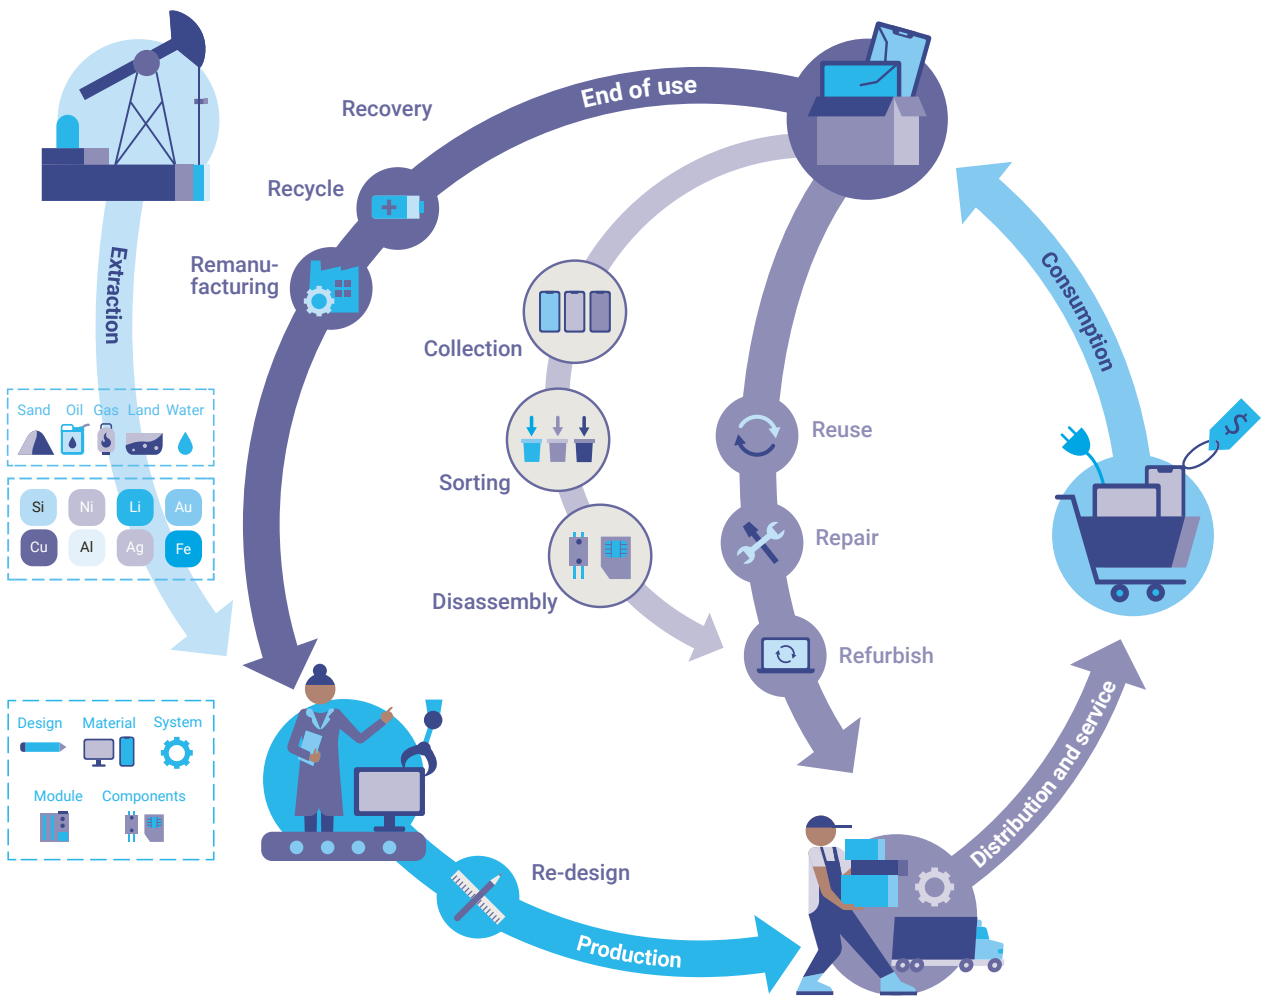 End of use
Recovery
Recycle
Remanu-
facturing
Extraction
Consumption
Collection
Sand Oil Gas Land Water
Reuse
Sorting
Si Ni Li Au
Cu Al Ag Fe
Repair
Disassembly
Refurbish
Design Material System
Module Components
Distribution and service
Re-design
Production
$